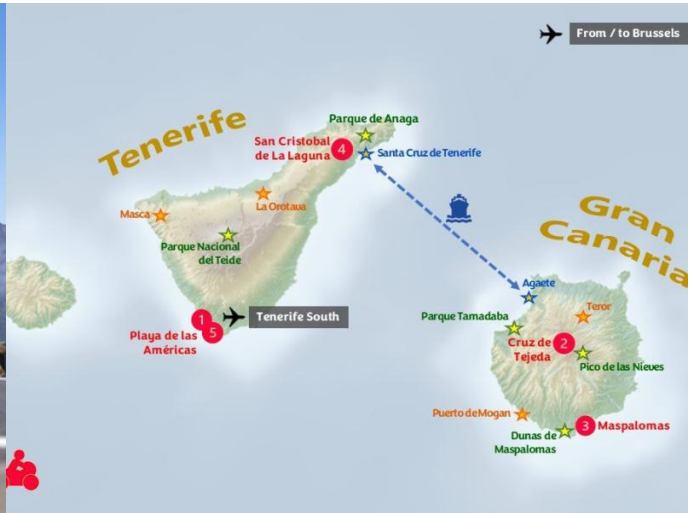 From / to Brussels
Tenerife
Parque de Anaga
San Cristobal
de La Laguna
4
Santa Cruz de Tenerife
La Orotava
Masca
Parque Nacional
del Teide
1
Tenerife South
5
Playa de las
Américas
Gran
Canaria
Agaete
Teror
Parque Tamadaba
Cruz de
Tejeda
2
Pico de las Nieves
Puerto de Mogan
3
Maspalomas
Dunas de
Maspalomas